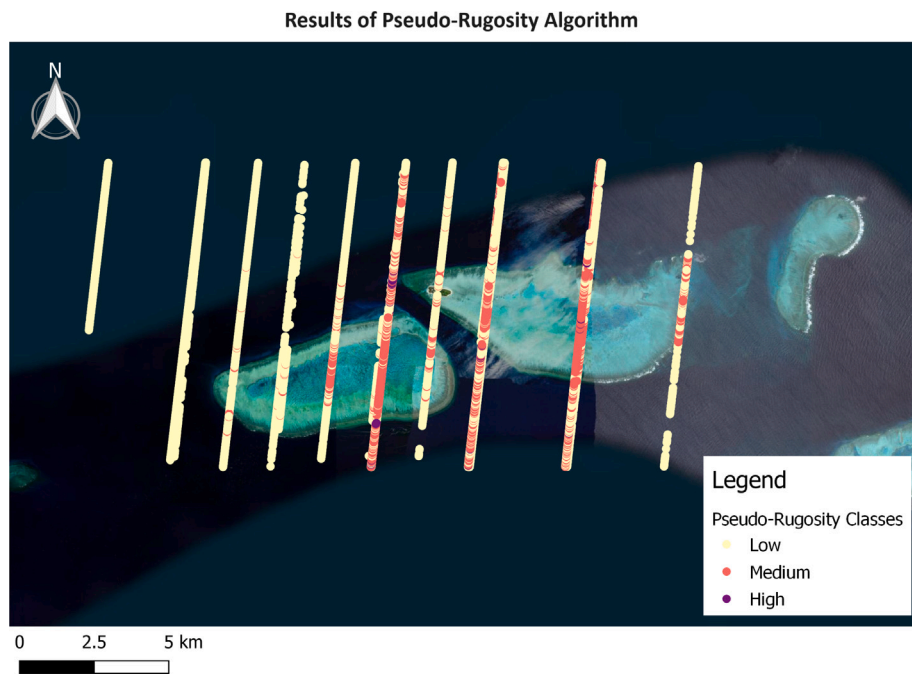 Results of Pseudo-Rugosity Algorithm
N
Legend
Pseudo-Rugosity Classes
Low
Medium
High
0 2.5 5 km